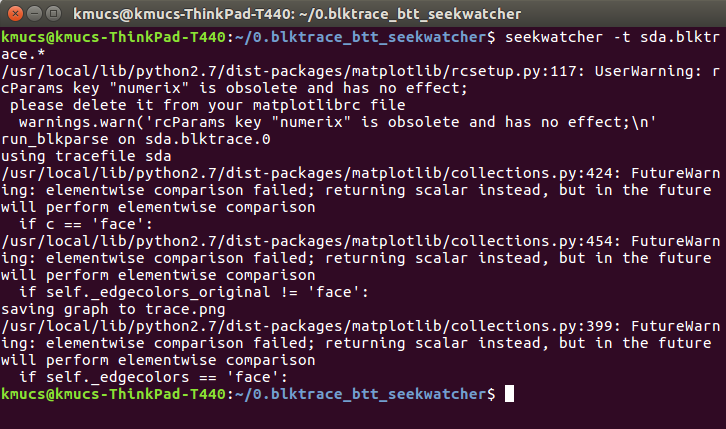 kmucs@kmucs-ThinkPad-T440: ~/0.blktrace_btt_seekwatcher
kmucs@kmucs-ThinkPad-T440:~/0.blktrace_btt_seekwatcher$ seekwatcher -t sda.blkt
race.*
/usr/local/lib/python2.7/dist-packages/matplotlib/rcsetup.py:117: UserWarning: r
cParams key "numerix" is obsolete and has no effect;
 please delete it from your matplotlibrc file
  warnings.warn('rcParams key "numerix" is obsolete and has no effect;\n'
run_blkparse on sda.blktrace.0
using tracefile sda
/usr/local/lib/python2.7/dist-packages/matplotlib/collections.py:424: FutureWarn
ing: elementwise comparison failed; returning scalar instead, but in the future
will perform elementwise comparison
  if c == 'face':
/usr/local/lib/python2.7/dist-packages/matplotlib/collections.py:454: FutureWarn
ing: elementwise comparison failed; returning scalar instead, but in the future
will perform elementwise comparison
  if self._edgecolors_original != 'face':
saving graph to trace.png
/usr/local/lib/python2.7/dist-packages/matplotlib/collections.py:399: FutureWarn
ing: elementwise comparison failed; returning scalar instead, but in the future
will perform elementwise comparison
  if self._edgecolors == 'face':
kmucs@kmucs-ThinkPad-T440:~/0.blktrace_btt_seekwatcher$